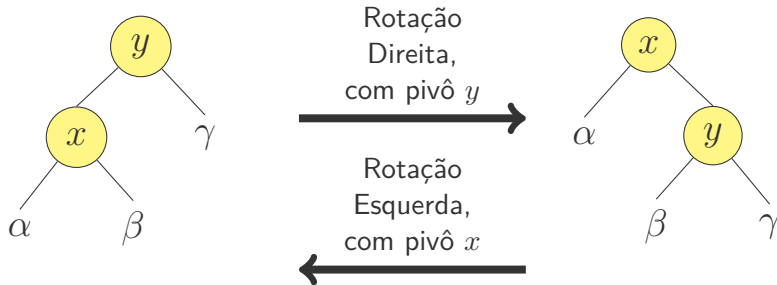 Rotação
Direita,
com pivô y
y
x
γ
α
β
x
α
y
β
γ
Rotação
Esquerda,
com pivô x